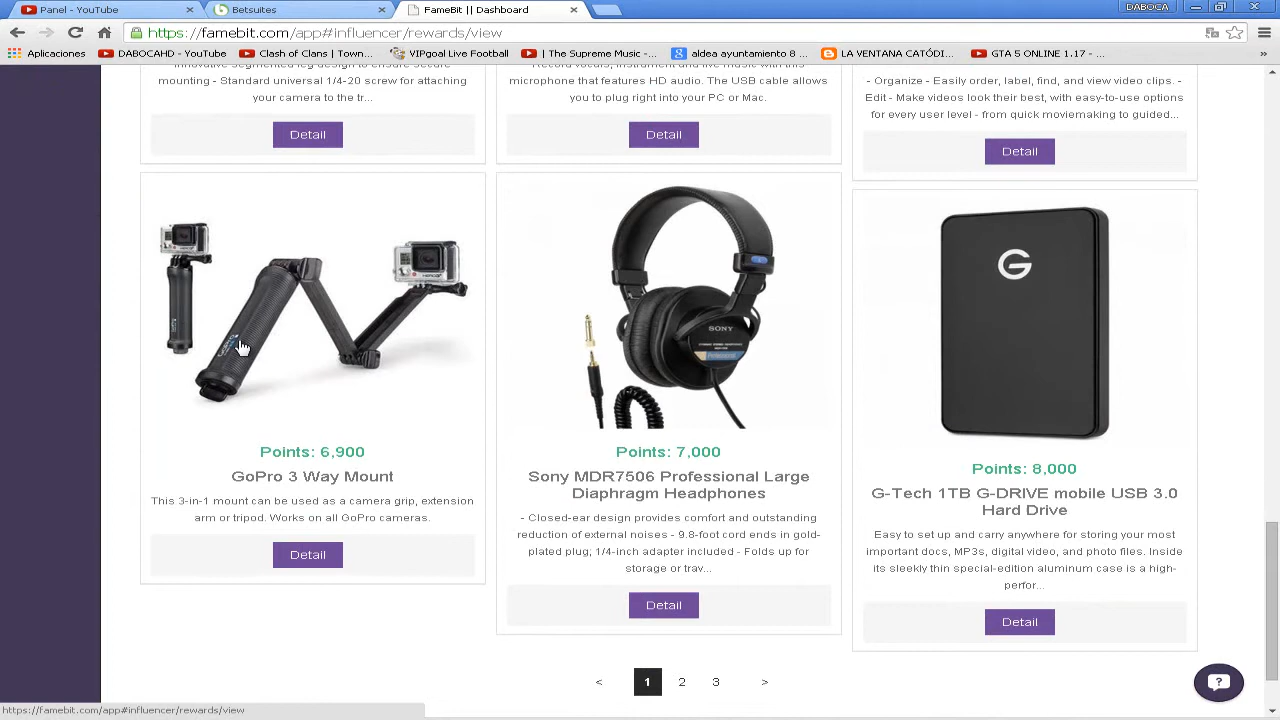 Panel - YouTube
Betsuites
FameBit || Dashboard
DABOCA
https://famebit.com/app#influencer/rewards/view
Aplicaciones
DABOCAHD - YouTube
Clash of Clans | Town...
VIPgoal: Live Football
| The Supreme Music -...
aldea ayuntamiento 8
LA VENTANA CATÓD...
GTA 5 ONLINE 1.17 - ...
»
mounting - Standard universal 1/4-20 screw for attaching
your camera to the tr...
Detail
microphone that features HD audio. The USB cable allows
you to plug right into your PC or Mac.
Detail
- Organize - Easily order, label, find, and view video clips. -
Edit - Make videos look their best, with easy-to-use options
for every user level - from quick moviemaking to guided...
Detail
Points: 6,900
GoPro 3 Way Mount
This 3-in-1 mount can be used as a camera grip, extension
arm or tripod. Works on all GoPro cameras.
Detail
SONY
Professional
Points: 7,000
Sony MDR7506 Professional Large
Diaphragm Headphones
- Closed-ear design provides comfort and outstanding
reduction of external noises - 9.8-foot cord ends in gold-
plated plug; 1/4-inch adapter included - Folds up for
storage or trav...
Detail
G
Points: 8,000
G-Tech 1TB G-DRIVE mobile USB 3.0
Hard Drive
Easy to set up and carry anywhere for storing your most
important docs, MP3s, digital video, and photo files. Inside
its sleekly thin special-edition aluminum case is a high-
perfor...
Detail
< 1 2 3 >
?
https://famebit.com/app#influencer/rewards/view